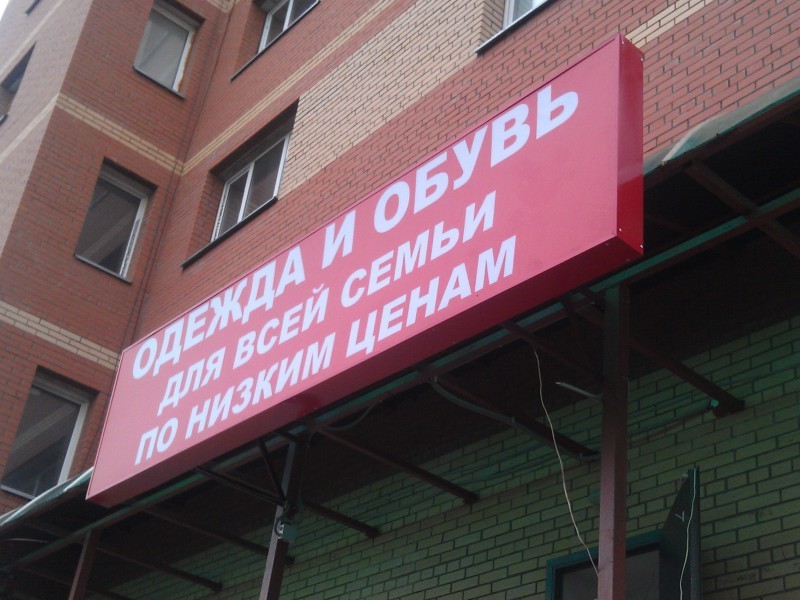 ОДЕЖДА И ОБУВЬ
ДЛЯ ВСЕЙ СЕМЬИ
ПО НИЗКИМ ЦЕНАМ